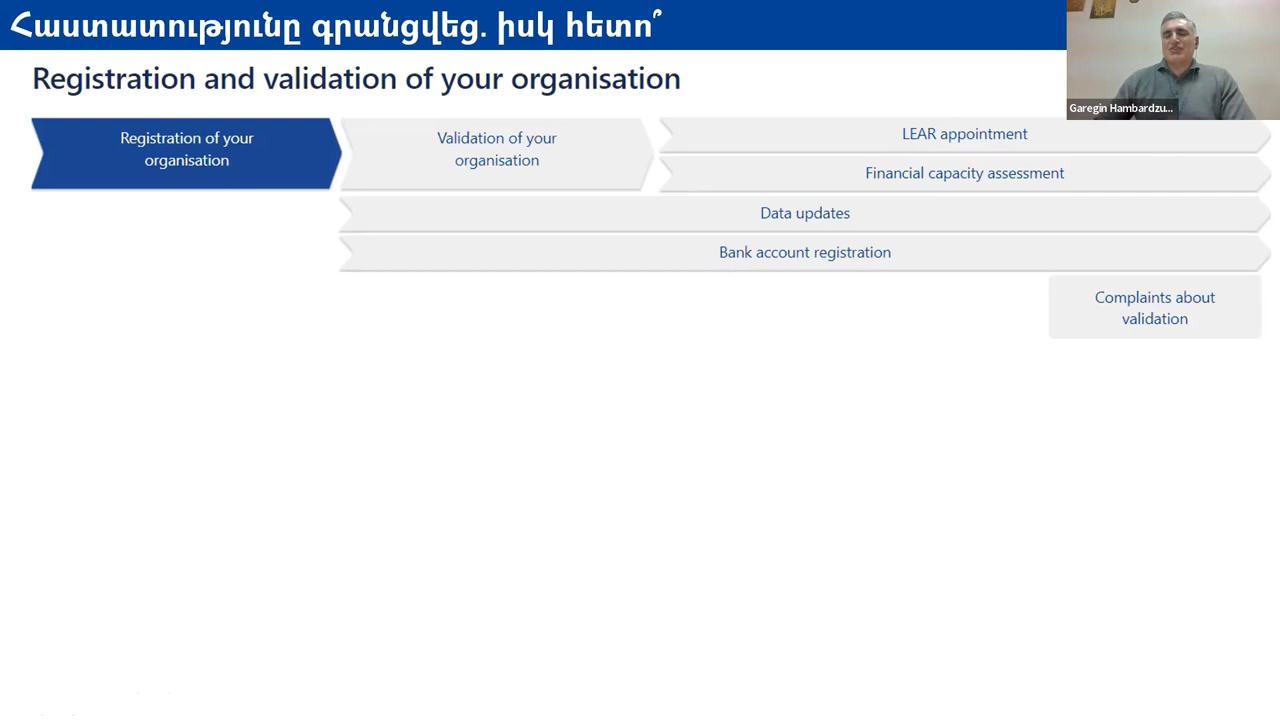 Հաստատությունը գրանցվեց. իսկ հետո՞
Registration and validation of your organisation
Garegin Hambardzu...
Registration of your
organisation
Validation of your
organisation
LEAR appointment
Financial capacity assessment
Data updates
Bank account registration
Complaints about
validation